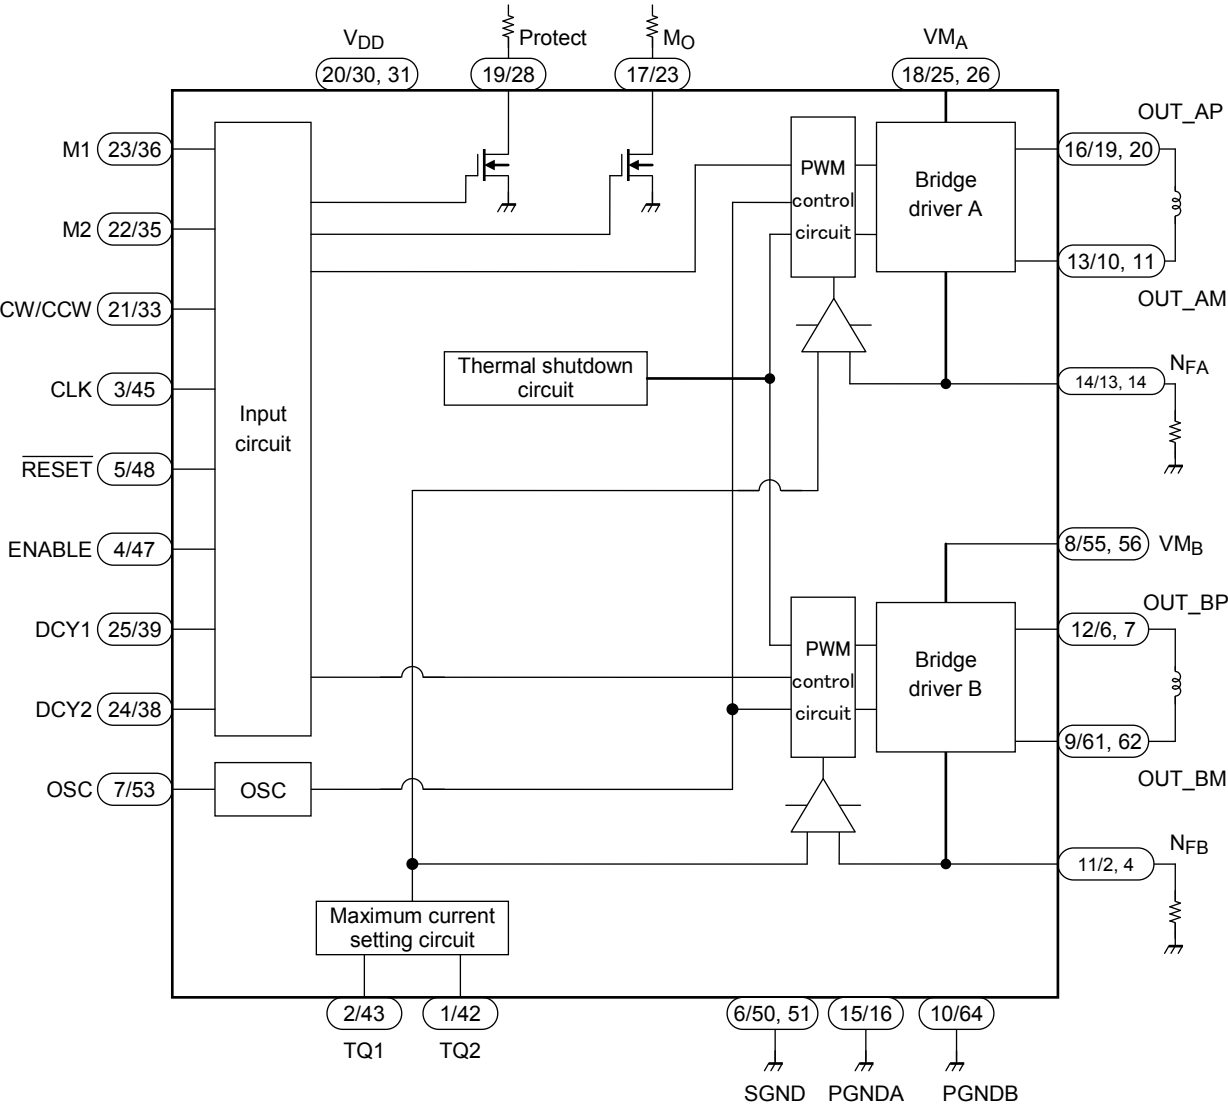 VDD
Protect
MO
VMA
20/30, 31
19/28
17/23
18/25, 26
OUT_AP
M1
23/36
16/19, 20
PWM
control
circuit
Bridge
driver A
M2
22/35
13/10, 11
OUT_AM
CW/CCW
21/33
Thermal shutdown
circuit
NFA
14/13, 14
CLK
3/45
Input
circuit
RESET
5/48
ENABLE
4/47
8/55, 56
VMB
OUT_BP
DCY1
25/39
12/6, 7
PWM
control
circuit
Bridge
driver B
DCY2
24/38
9/61, 62
OUT_BM
OSC
7/53
OSC
NFB
11/2, 4
Maximum current
setting circuit
2/43
1/42
6/50, 51
15/16
10/64
TQ1
TQ2
SGND
PGNDA
PGNDB